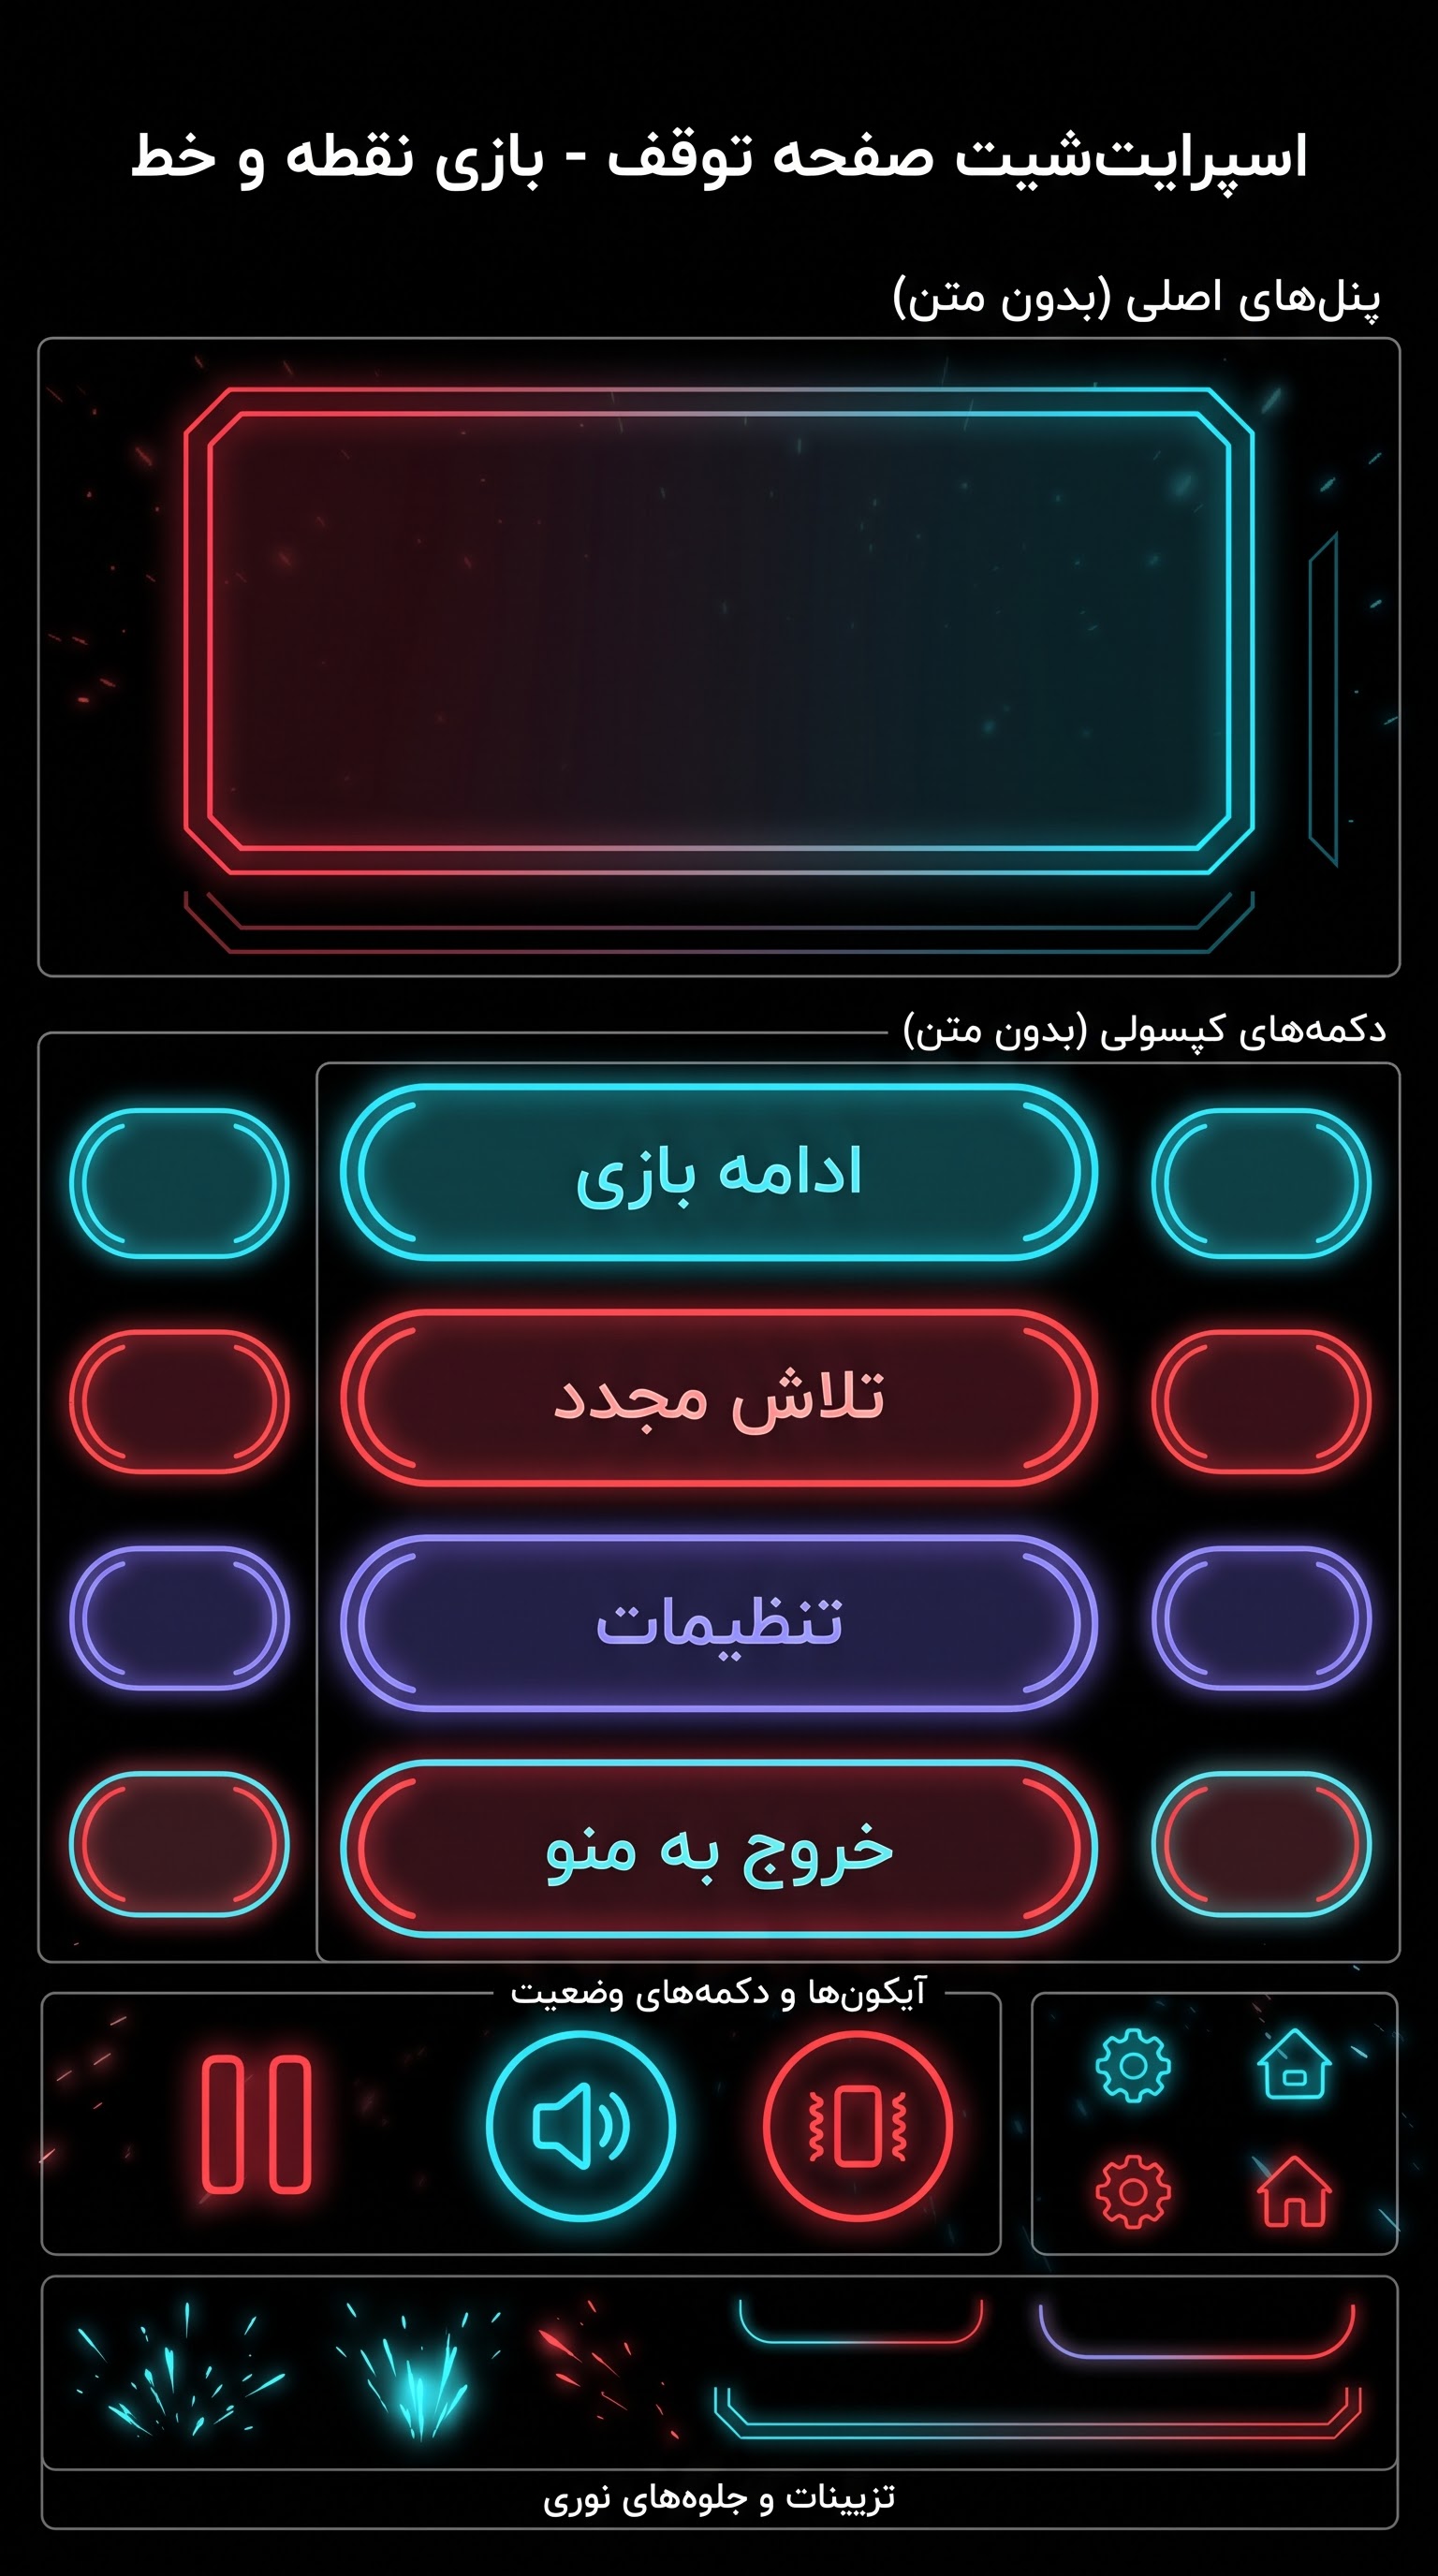 اسپرایت‌شیت صفحه توقف - بازی نقطه و خط
پنل‌های اصلی (بدون متن)
دکمه‌های کپسولی (بدون متن)
ادامه بازی
تلاش مجدد
تنظیمات
خروج به منو
آیکون‌ها و دکمه‌های وضعیت
تزیینات و جلوه‌های نوری